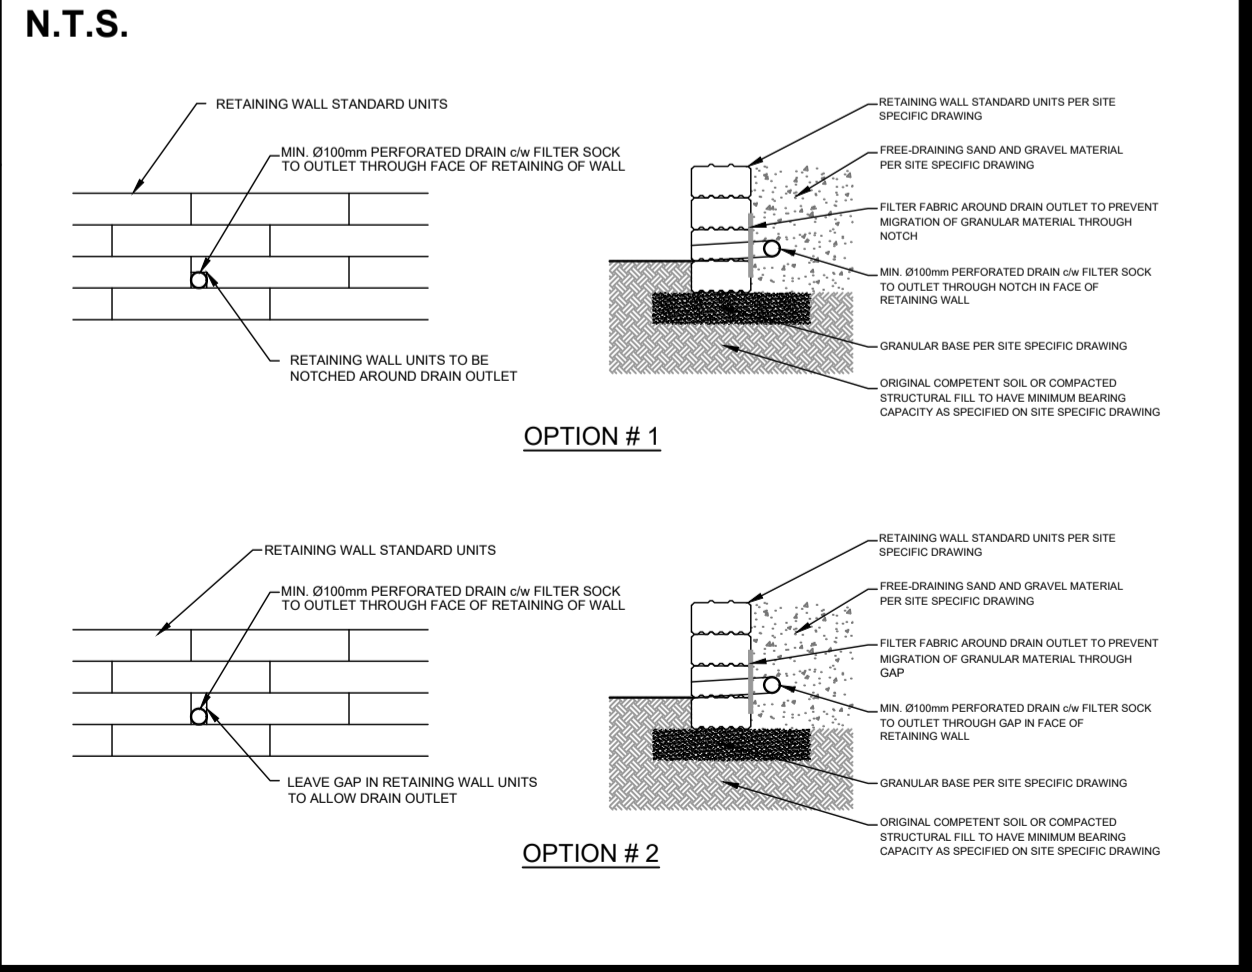 N.T.S.
RETAINING WALL STANDARD UNITS
MIN. Ø100mm PERFORATED DRAIN c/w FILTER SOCK
TO OUTLET THROUGH FACE OF RETAINING OF WALL
RETAINING WALL UNITS TO BE
NOTCHED AROUND DRAIN OUTLET
RETAINING WALL STANDARD UNITS PER SITE
SPECIFIC DRAWING
FREE-DRAINING SAND AND GRAVEL MATERIAL
PER SITE SPECIFIC DRAWING
FILTER FABRIC AROUND DRAIN OUTLET TO PREVENT
MIGRATION OF GRANULAR MATERIAL THROUGH
NOTCH
MIN. Ø100mm PERFORATED DRAIN c/w FILTER SOCK
TO OUTLET THROUGH NOTCH IN FACE OF
RETAINING WALL
GRANULAR BASE PER SITE SPECIFIC DRAWING
ORIGINAL COMPETENT SOIL OR COMPACTED
STRUCTURAL FILL TO HAVE MINIMUM BEARING
CAPACITY AS SPECIFIED ON SITE SPECIFIC DRAWING
OPTION # 1
RETAINING WALL STANDARD UNITS
MIN. Ø100mm PERFORATED DRAIN c/w FILTER SOCK
TO OUTLET THROUGH FACE OF RETAINING OF WALL
LEAVE GAP IN RETAINING WALL UNITS
TO ALLOW DRAIN OUTLET
RETAINING WALL STANDARD UNITS PER SITE
SPECIFIC DRAWING
FREE-DRAINING SAND AND GRAVEL MATERIAL
PER SITE SPECIFIC DRAWING
FILTER FABRIC AROUND DRAIN OUTLET TO PREVENT
MIGRATION OF GRANULAR MATERIAL THROUGH
GAP
MIN. Ø100mm PERFORATED DRAIN c/w FILTER SOCK
TO OUTLET THROUGH GAP IN FACE OF
RETAINING WALL
GRANULAR BASE PER SITE SPECIFIC DRAWING
ORIGINAL COMPETENT SOIL OR COMPACTED
STRUCTURAL FILL TO HAVE MINIMUM BEARING
CAPACITY AS SPECIFIED ON SITE SPECIFIC DRAWING
OPTION # 2